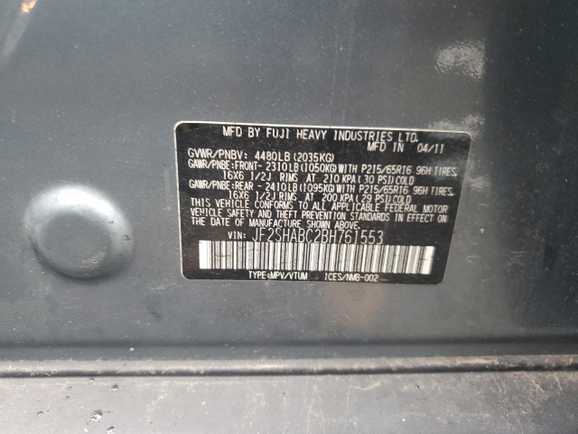 MFD BY FUJI HEAVY INDUSTRIES LTD.
MFD IN 04/11
GVWR/PNBV: 4480LB(2035KG)
GAWR/PNBE: FRONT- 2310LB(1050KG)WITH P215/65R16 96H TIRES,
16X6 1/2J RIMS AT 210 KPA(30 PSI)COLD
GAWR/PNBE: REAR - 2410LB(1095KG)WITH P215/65R16 96H TIRES,
16X6 1/2J RIMS AT 200 KPA(29 PSI)COLD
THIS VEHICLE CONFORMS TO ALL APPLICABLE FEDERAL MOTOR
VEHICLE SAFETY AND THEFT PREVENTION STANDARDS IN EFFECT
ON THE DATE OF MANUFACTURE SHOWN ABOVE.
VIN: JF2SHABC2BH761553
TYPE:MPV/VTUM ICES/NMB-002